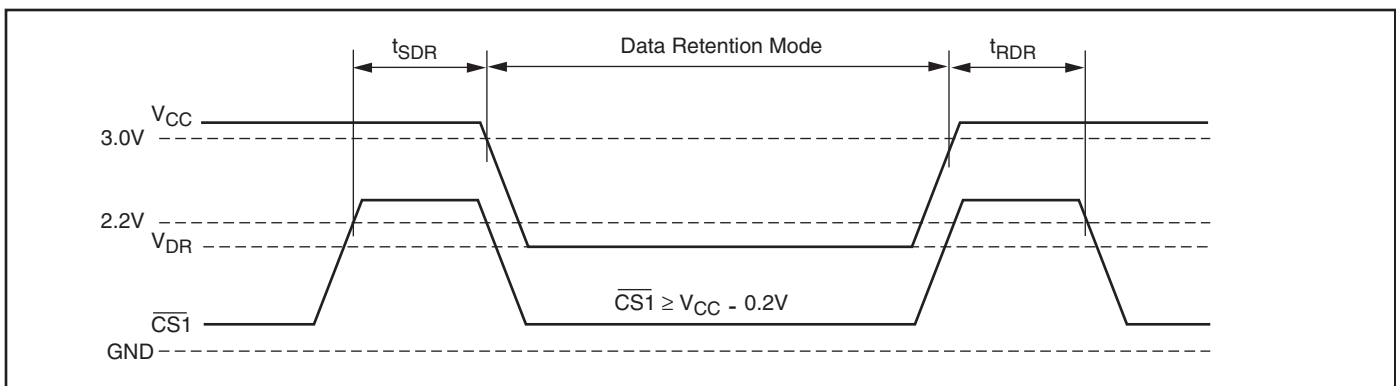 tSDR Data Retention Mode tRDR
VCC
3.0V
2.2V
VDR
CS1 ≥ VCC - 0.2V
CS1
GND